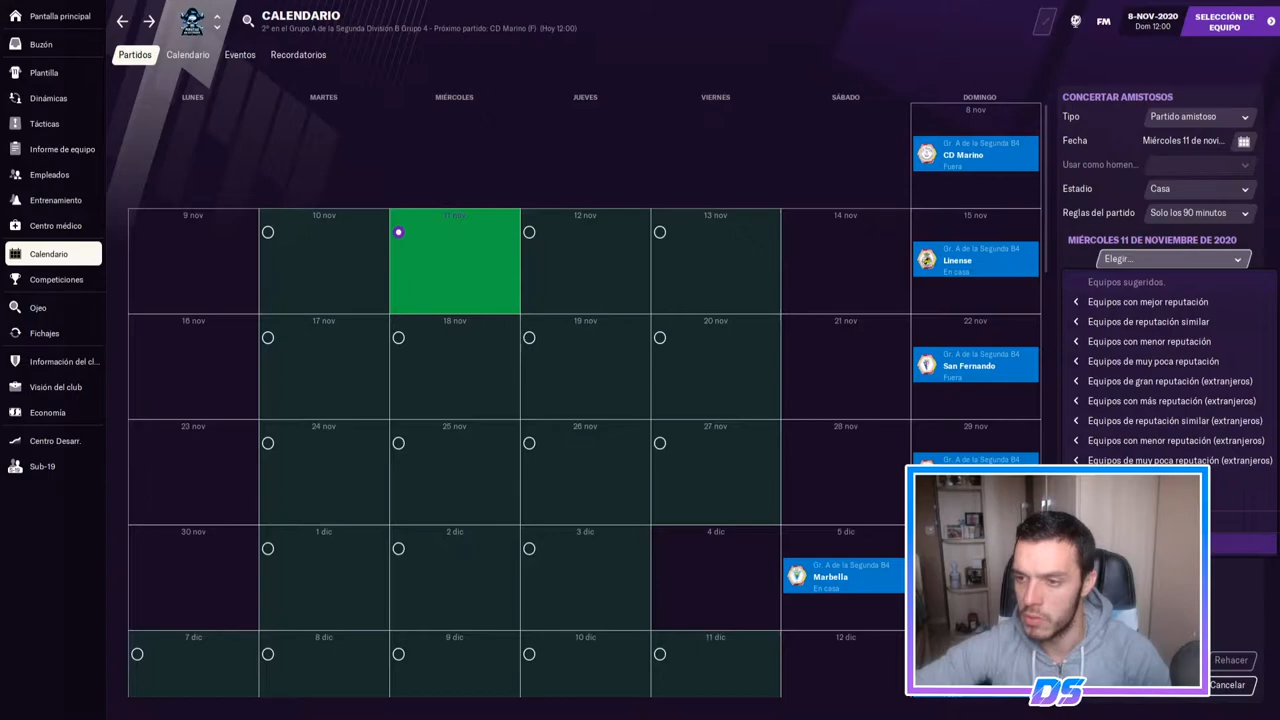 Pantalla principal
Buzón
Plantilla
Dinámicas
Tácticas
Informe de equipo
Empleados
Entrenamiento
Centro médico
Calendario
Competiciones
Ojeo
Fichajes
Información del cl...
Visión del club
Economía
Centro Desarr.
Sub-19
CALENDARIO
2º en el Grupo A de la Segunda División B Grupo 4 - Próximo partido: CD Marino (F) (Hoy 12:00)
FM
8-NOV-2020
Dom 12:00
SELECCIÓN DE
EQUIPO
Partidos Calendario Eventos Recordatorios
LUNES MARTES MIÉRCOLES JUEVES VIERNES SÁBADO DOMINGO
8 nov
Gr. A de la Segunda B4
CD Marino
Fuera
9 nov 10 nov 11 nov 12 nov 13 nov 14 nov 15 nov
Gr. A de la Segunda B4
Linense
En casa
16 nov 17 nov 18 nov 19 nov 20 nov 21 nov 22 nov
Gr. A de la Segunda B4
San Fernando
Fuera
23 nov 24 nov 25 nov 26 nov 27 nov 28 nov 29 nov
Gr. A de la Segunda B4
30 nov 1 dic 2 dic 3 dic 4 dic 5 dic
Gr. A de la Segunda B4
Marbella
En casa
7 dic 8 dic 9 dic 10 dic 11 dic 12 dic
CONCERTAR AMISTOSOS
Tipo Partido amistoso
Fecha Miércoles 11 de novi...
Usar como homen...
Estadio Casa
Reglas del partido Solo los 90 minutos
MIÉRCOLES 11 DE NOVIEMBRE DE 2020
Elegir...
Equipos sugeridos.
Equipos con mejor reputación
Equipos de reputación similar
Equipos con menor reputación
Equipos de muy poca reputación
Equipos de gran reputación (extranjeros)
Equipos con más reputación (extranjeros)
Equipos de reputación similar (extranjeros)
Equipos con menor reputación (extranjeros)
Equipos de muy poca reputación (extranjeros)
Rehacer
Cancelar
DS